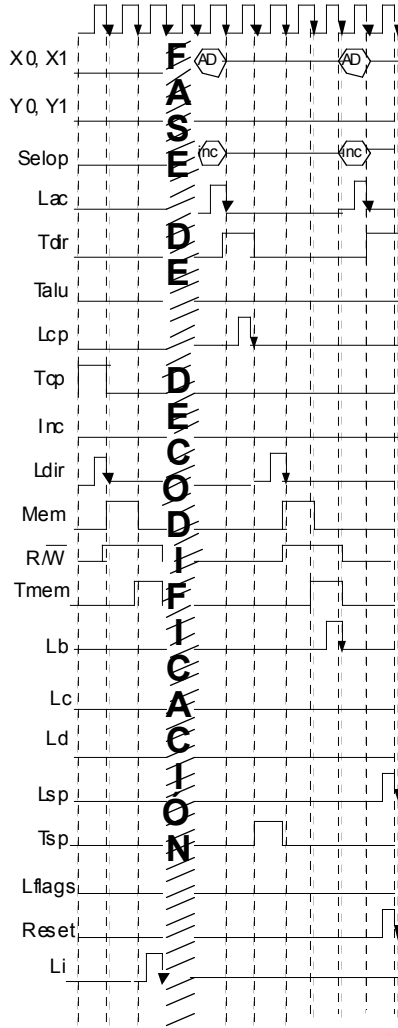 X0, X1
AD
AD
Y0, Y1
Selop
inc
inc
Lac
Tdir
Talu
Lcp
Tcp
Inc
Ldir
Mem
R/W
Tmem
Lb
Lc
Ld
Lsp
Tsp
Lflags
Reset
Li
FASE DE DECODIFICACIÓN